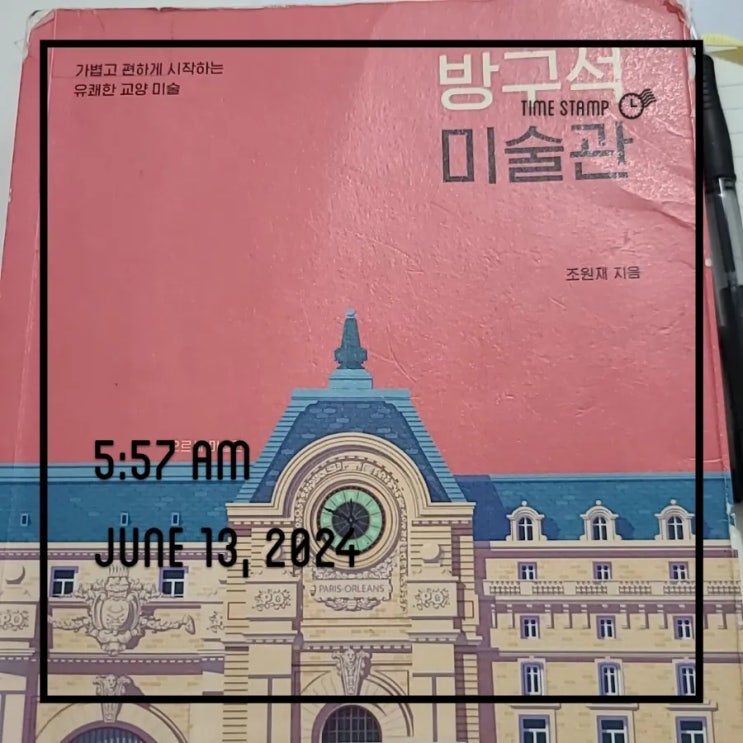 가볍고 편하게 시작하는
유쾌한 교양 미술
방구석
TIME STAMP
미술관
조원재 지음
5:57 AM
JUNE 13, 2024
PARIS-ORLEANS